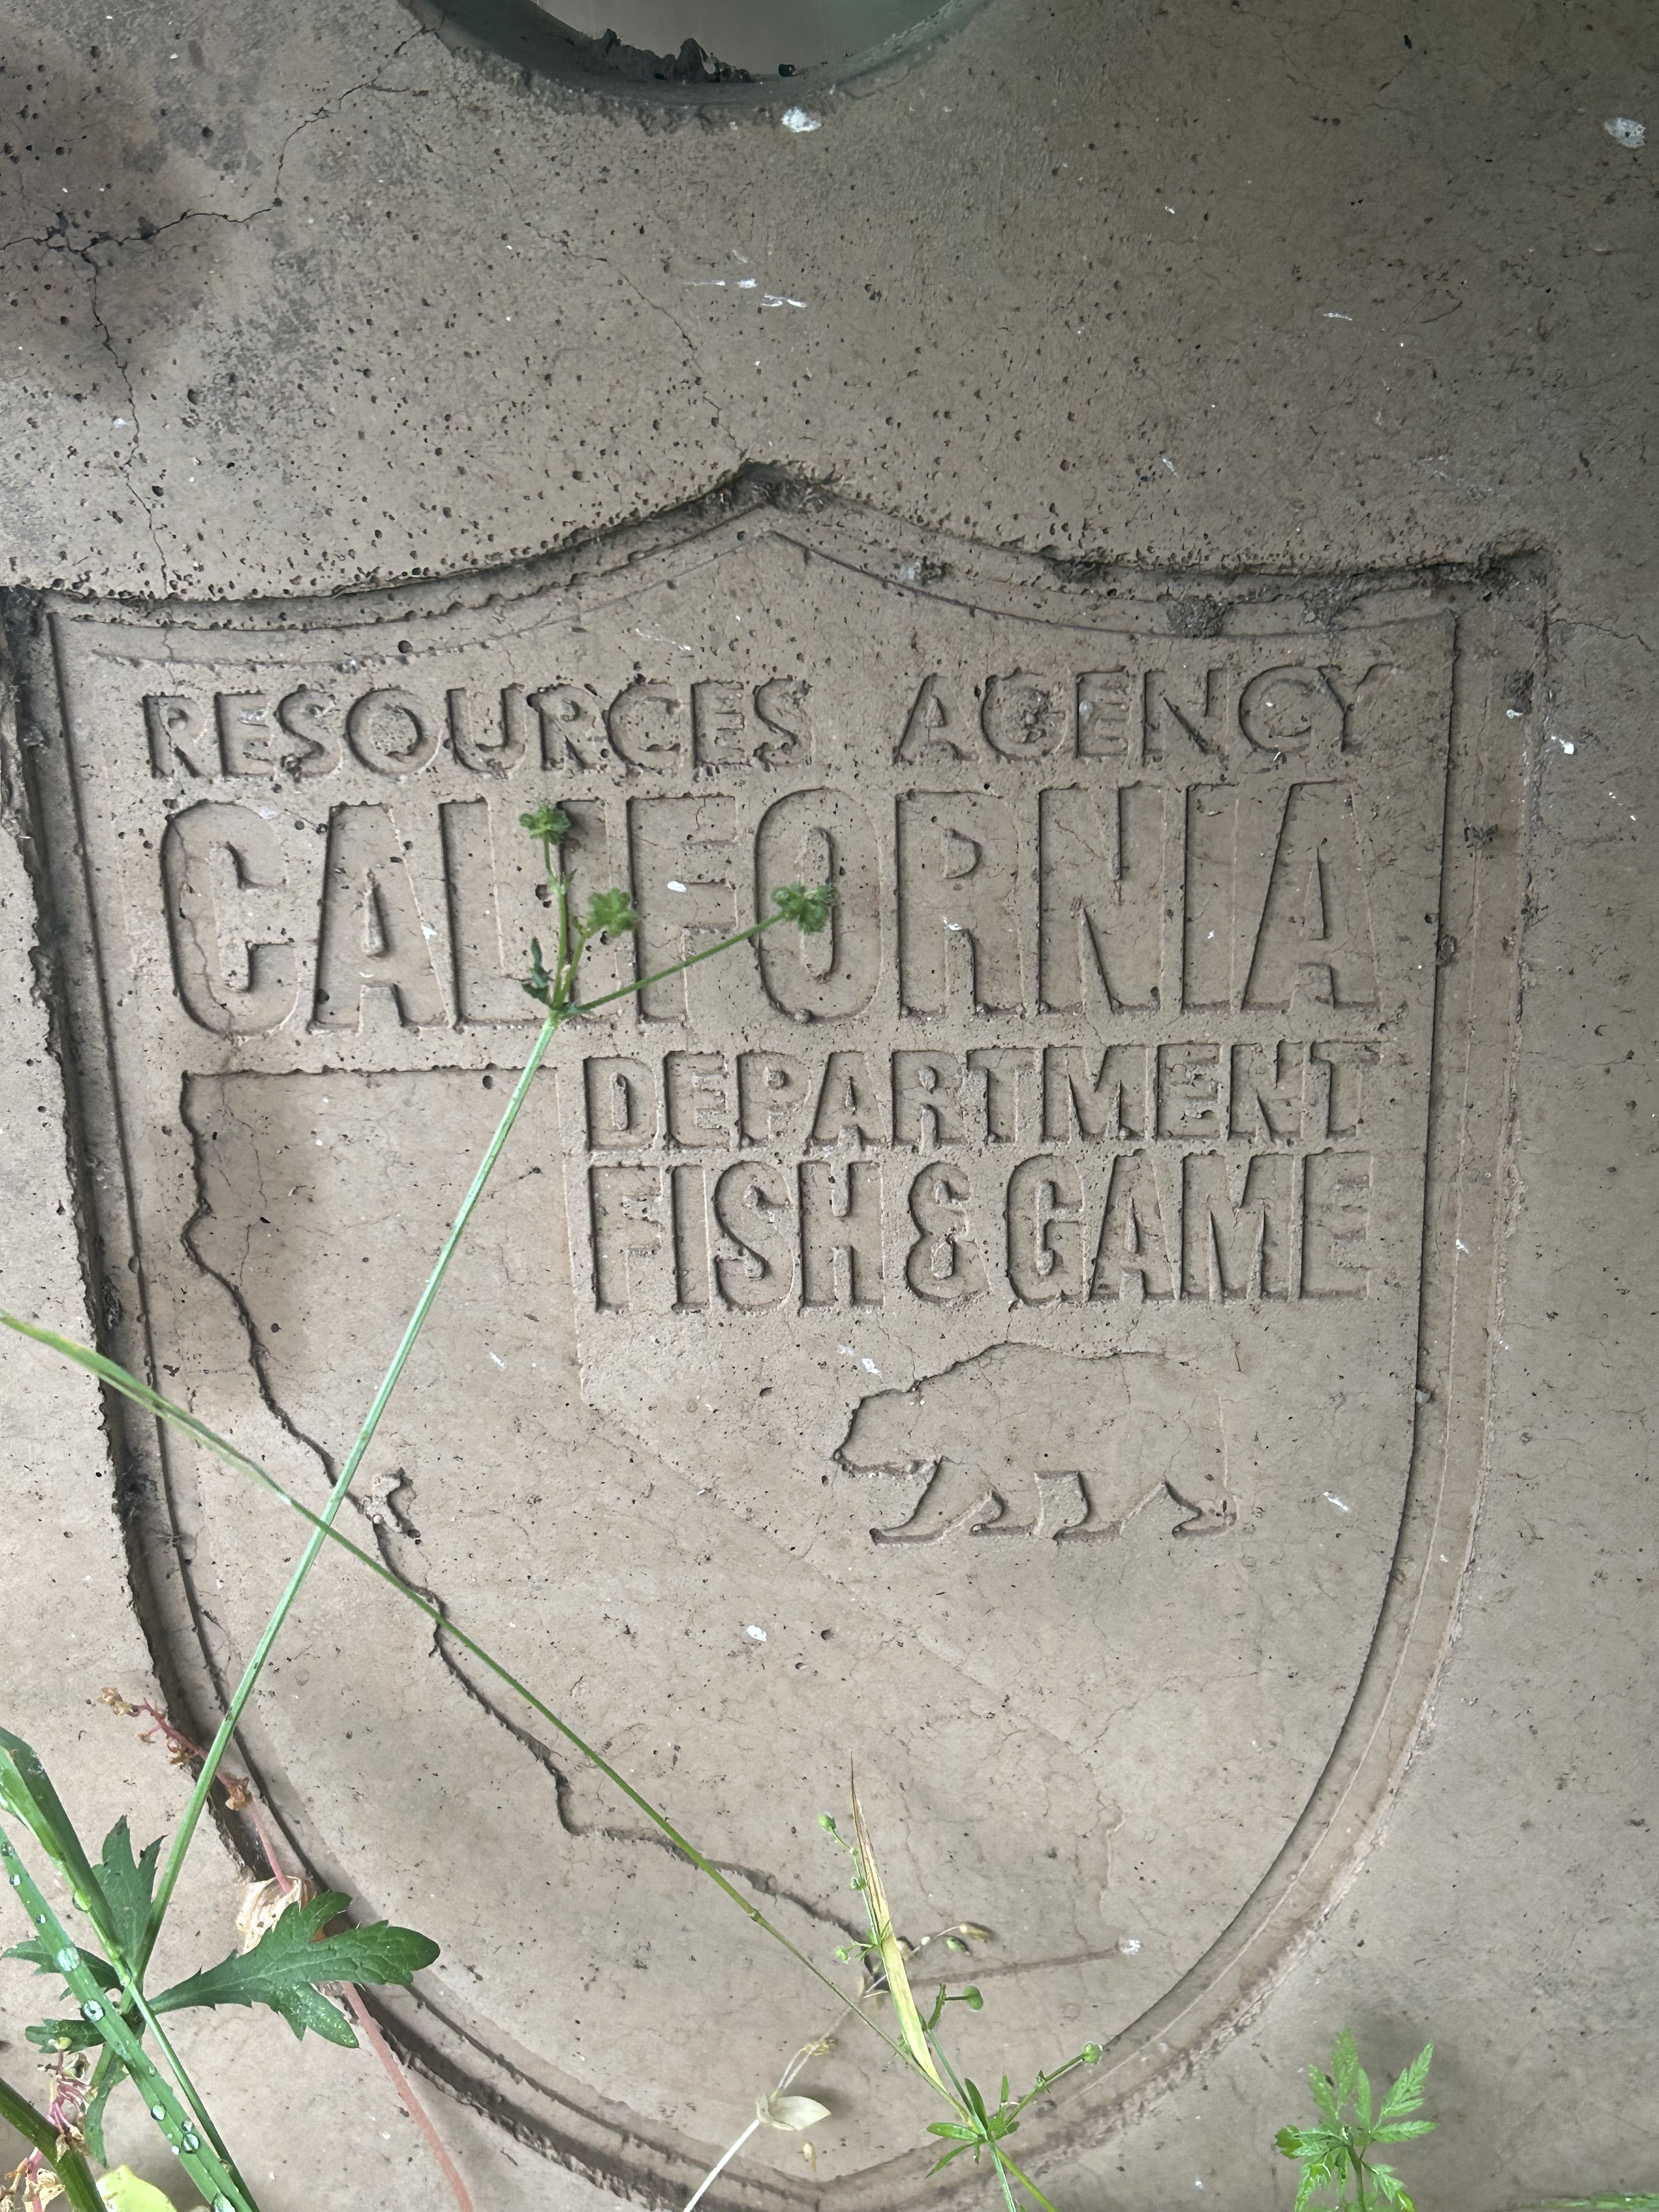 RESOURCES AGENCY
CALIFORNIA
DEPARTMENT
FISH & GAME